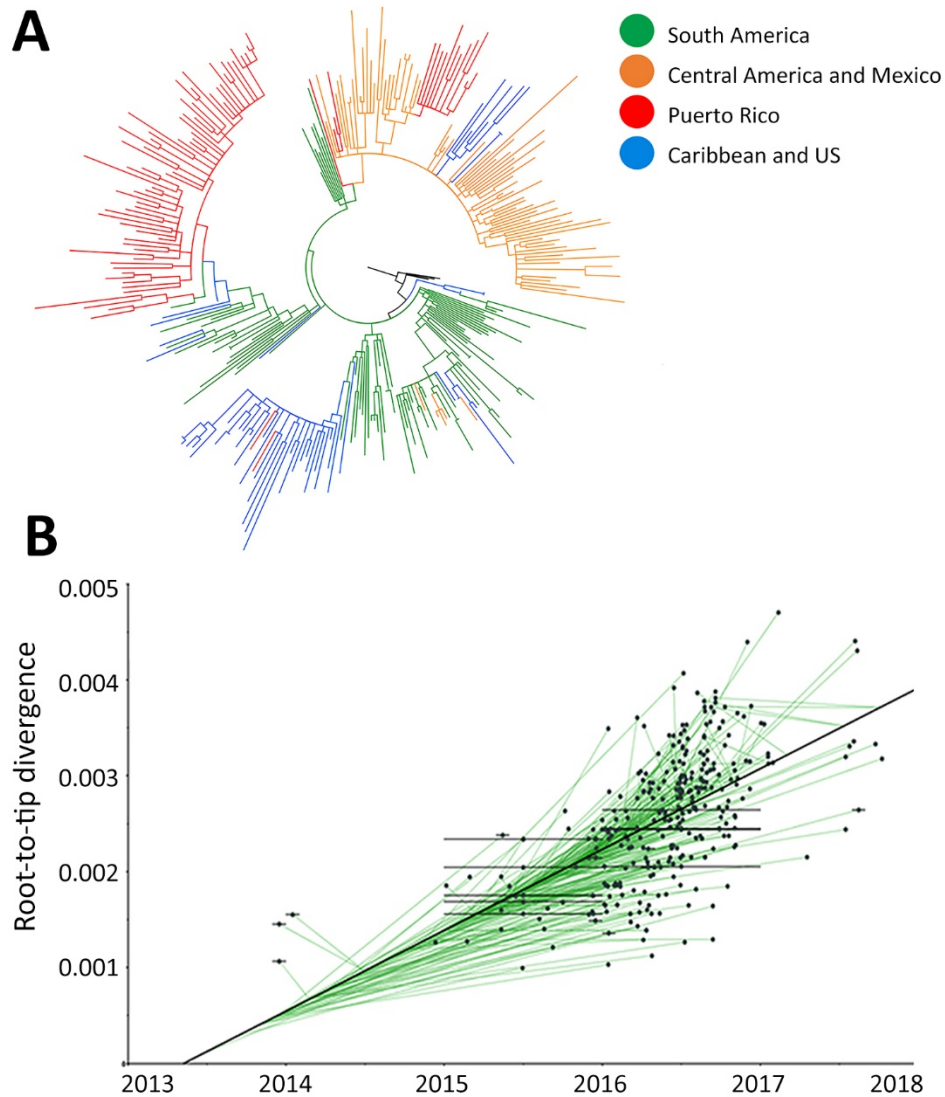 A
South America
Central America and Mexico
Puerto Rico
Caribbean and US
B
Root-to-tip divergence
0.005
0.004
0.003
0.002
0.001
2013 2014 2015 2016 2017 2018